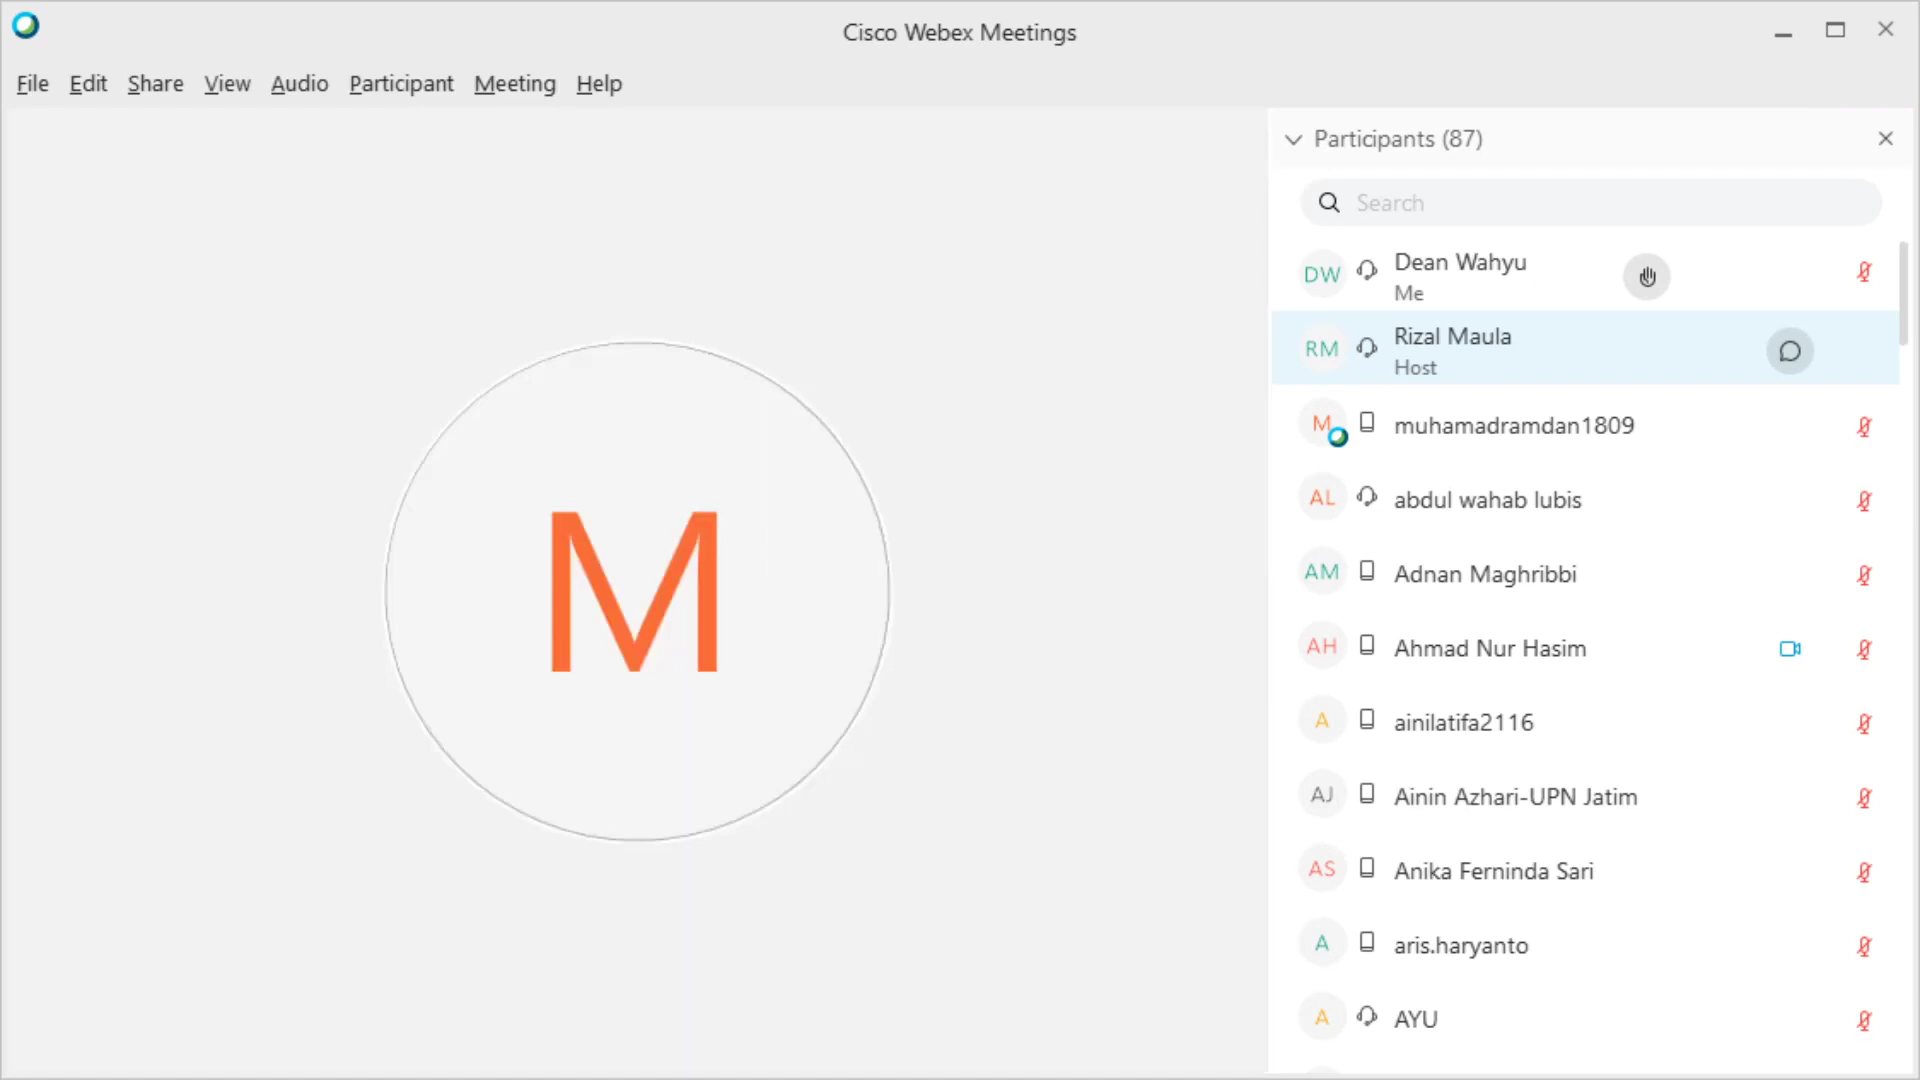 Cisco Webex Meetings
File Edit Share View Audio Participant Meeting Help
Participants (87)
Search
DW Dean Wahyu
Me
RM Rizal Maula
Host
M muhamadramdan1809
AL abdul wahab lubis
AM Adnan Maghribbi
AH Ahmad Nur Hasim
A ainilatifa2116
AJ Ainin Azhari-UPN Jatim
AS Anika Ferninda Sari
A aris.haryanto
A AYU
M